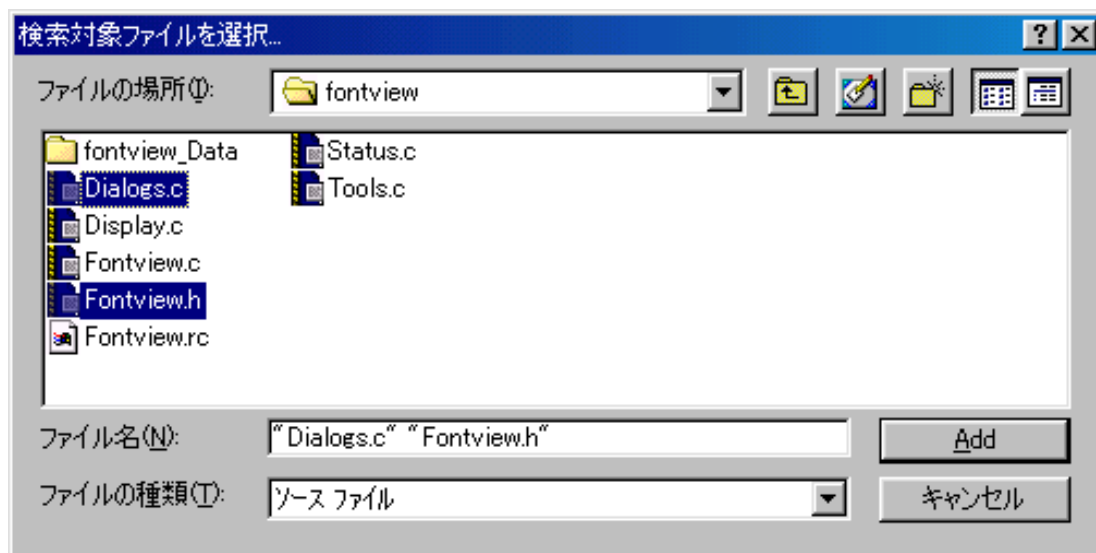 検索対象ファイルを選択...
ファイルの場所(I):
fontview
fontview_Data
Dialogs.c
Display.c
Fontview.c
Fontview.h
Fontview.rc
Status.c
Tools.c
ファイル名(N):
"Dialogs.c" "Fontview.h"
Add
ファイルの種類(T):
ソース ファイル
キャンセル